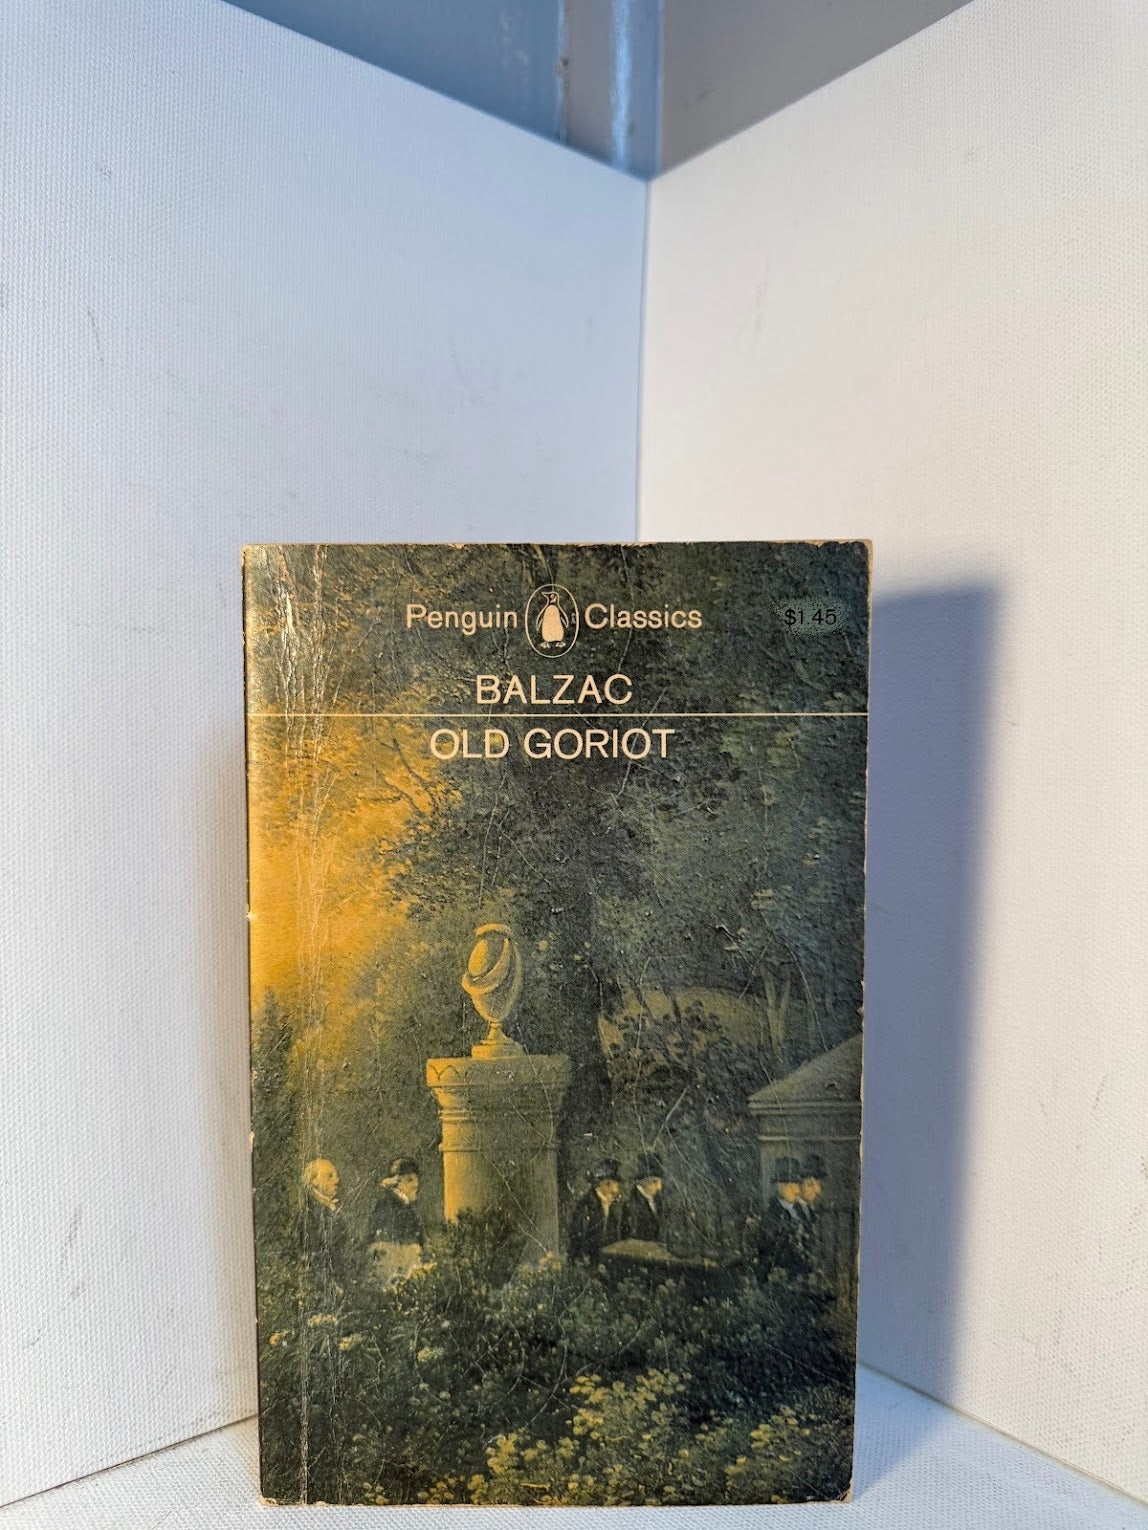 Penguin Classics $1.45
BALZAC
OLD GORIOT